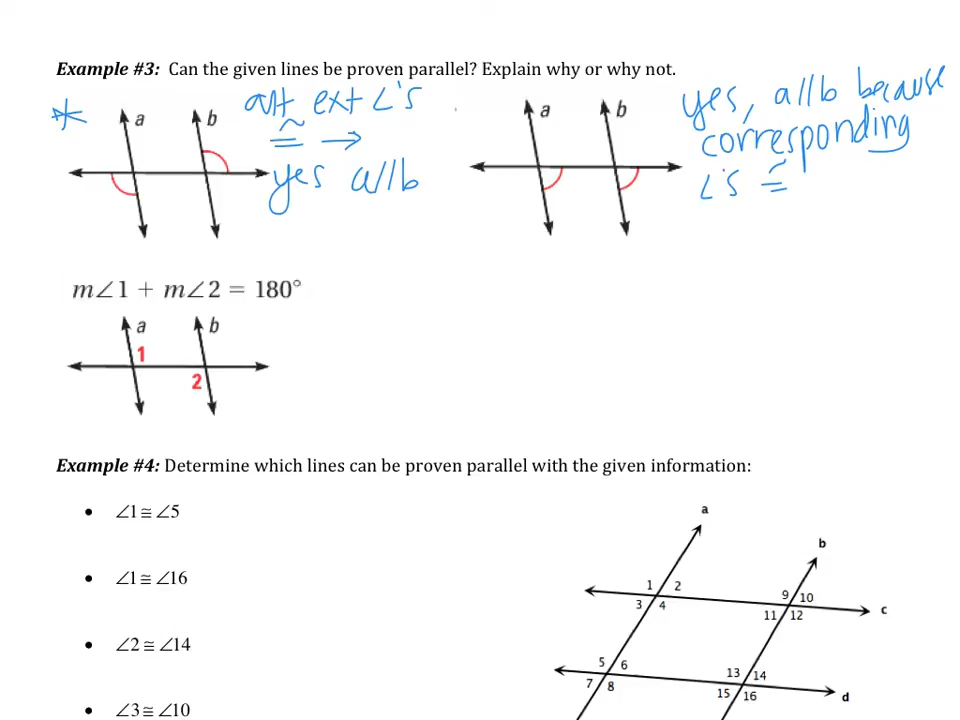 Example #3: Can the given lines be proven parallel? Explain why or why not.
* a b alt ext ∠'s
≅ →
yes a//b
a b yes, a//b because
corresponding
∠'s ≅
m∠1 + m∠2 = 180°
a b
1
2
Example #4: Determine which lines can be proven parallel with the given information:
• ∠1 ≅ ∠5
• ∠1 ≅ ∠16
• ∠2 ≅ ∠14
• ∠3 ≅ ∠10
a
b
1 2
9 10
3 4
c
11 12
5 6
13 14
7 8
15 16
d